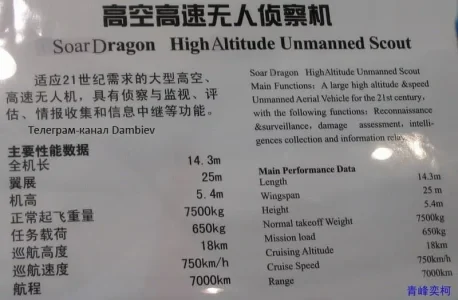 高空高速无人侦察机
Soar Dragon High Altitude Unmanned Scout
适应21世纪需求的大型高空、
高速无人机，具有侦察与监视、评
估、情报收集和信息中继等功能。
Телеграм-канал Dambiev
主要性能数据
全机长 14.3m
翼展 25m
机高 5.4m
正常起飞重量 7500kg
任务载荷 650kg
巡航高度 18km
巡航速度 750km/h
航程 7000km
Soar Dragon HighAltitude Unmanned Scout
Main Functions: A large high altitude &speed
Unmanned Aerial Vehicle for the 21st century,
with the following functions: Reconnaissance
&surveillance, damage assessment, intelli-
gences collection and information
Main Performance Data
Length 14.3m
Wingspan 25 m
Height 5.4m
Normal takeoff Weight 7500kg
Mission load 650kg
Cruising Altitude 18km
Cruise Speed 750km/h
Range 7000km
青峰奕柯